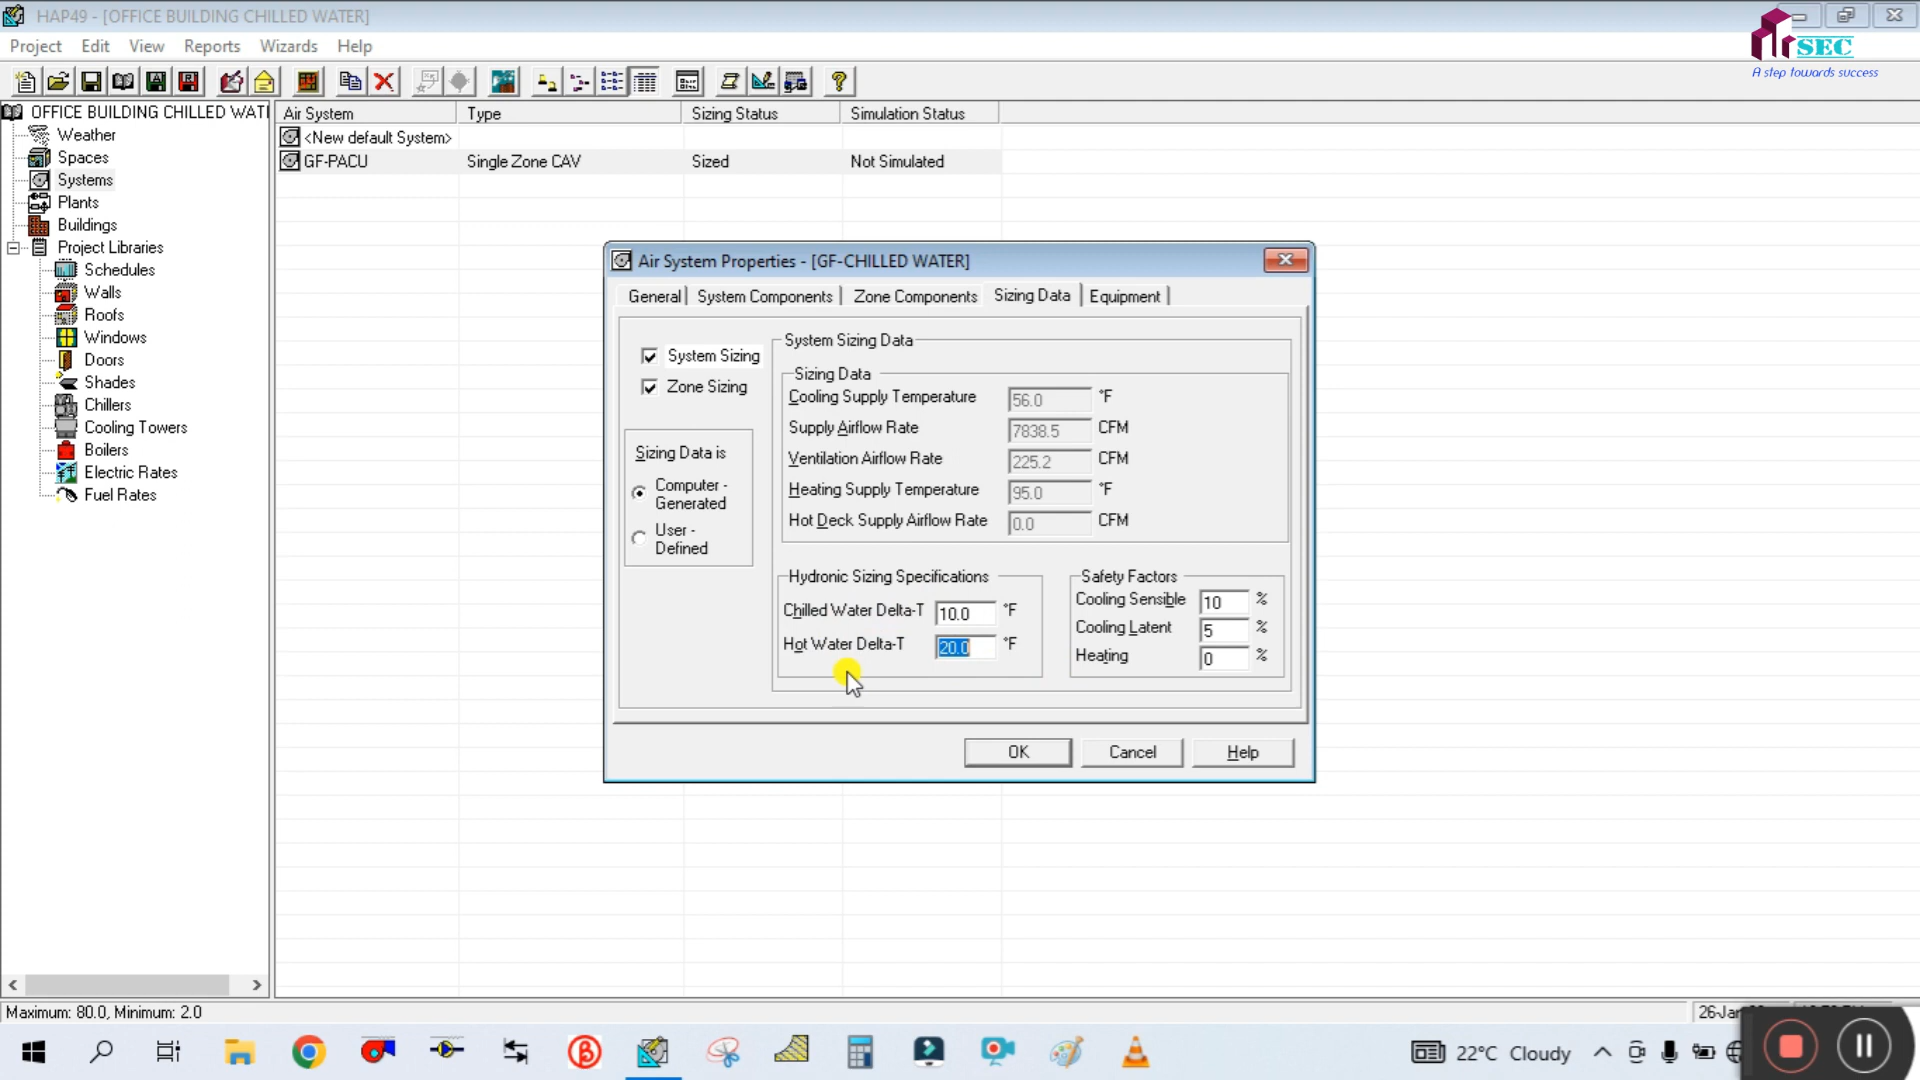 HAP49 - [OFFICE BUILDING CHILLED WATER]
SEC
A step towards success
Project Edit View Reports Wizards Help
OFFICE BUILDING CHILLED WATI
Weather
Spaces
Systems
Plants
Buildings
Project Libraries
Schedules
Walls
Roofs
Windows
Doors
Shades
Chillers
Cooling Towers
Boilers
Electric Rates
Fuel Rates
Air System Type Sizing Status Simulation Status
<New default System>
GF-PACU Single Zone CAV Sized Not Simulated
Air System Properties - [GF-CHILLED WATER]
General System Components Zone Components Sizing Data Equipment
System Sizing
Zone Sizing
Sizing Data is
Computer -
Generated
User -
Defined
System Sizing Data
Sizing Data
Cooling Supply Temperature 56.0 °F
Supply Airflow Rate 7838.5 CFM
Ventilation Airflow Rate 225.2 CFM
Heating Supply Temperature 95.0 °F
Hot Deck Supply Airflow Rate 0.0 CFM
Hydronic Sizing Specifications
Chilled Water Delta-T 10.0 °F
Hot Water Delta-T 20.0 °F
Safety Factors
Cooling Sensible 10 %
Cooling Latent 5 %
Heating 0 %
OK Cancel Help
Maximum: 80.0, Minimum: 2.0
22°C Cloudy